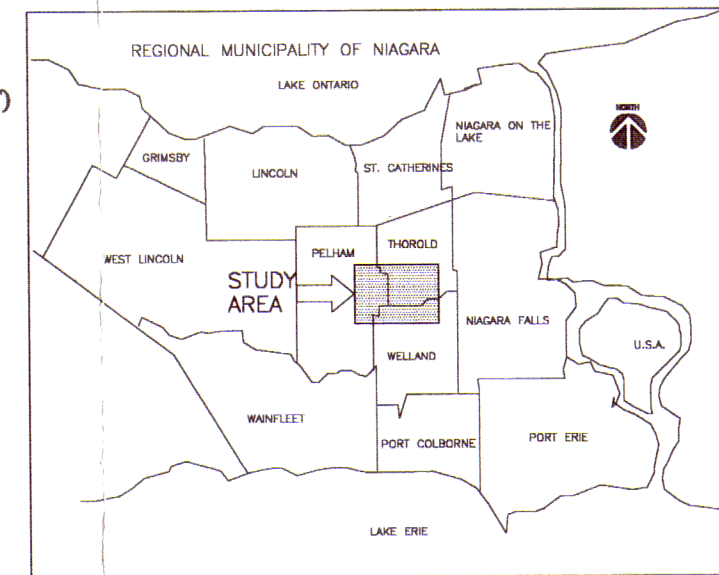 REGIONAL MUNICIPALITY OF NIAGARA
LAKE ONTARIO
NORTH
NIAGARA ON THE
LAKE
GRIMSBY
LINCOLN
ST. CATHERINES
WEST LINCOLN
PELHAM
THOROLD
STUDY
AREA
NIAGARA FALLS
U.S.A.
WELLAND
WAINFLEET
PORT COLBORNE
PORT ERIE
LAKE ERIE